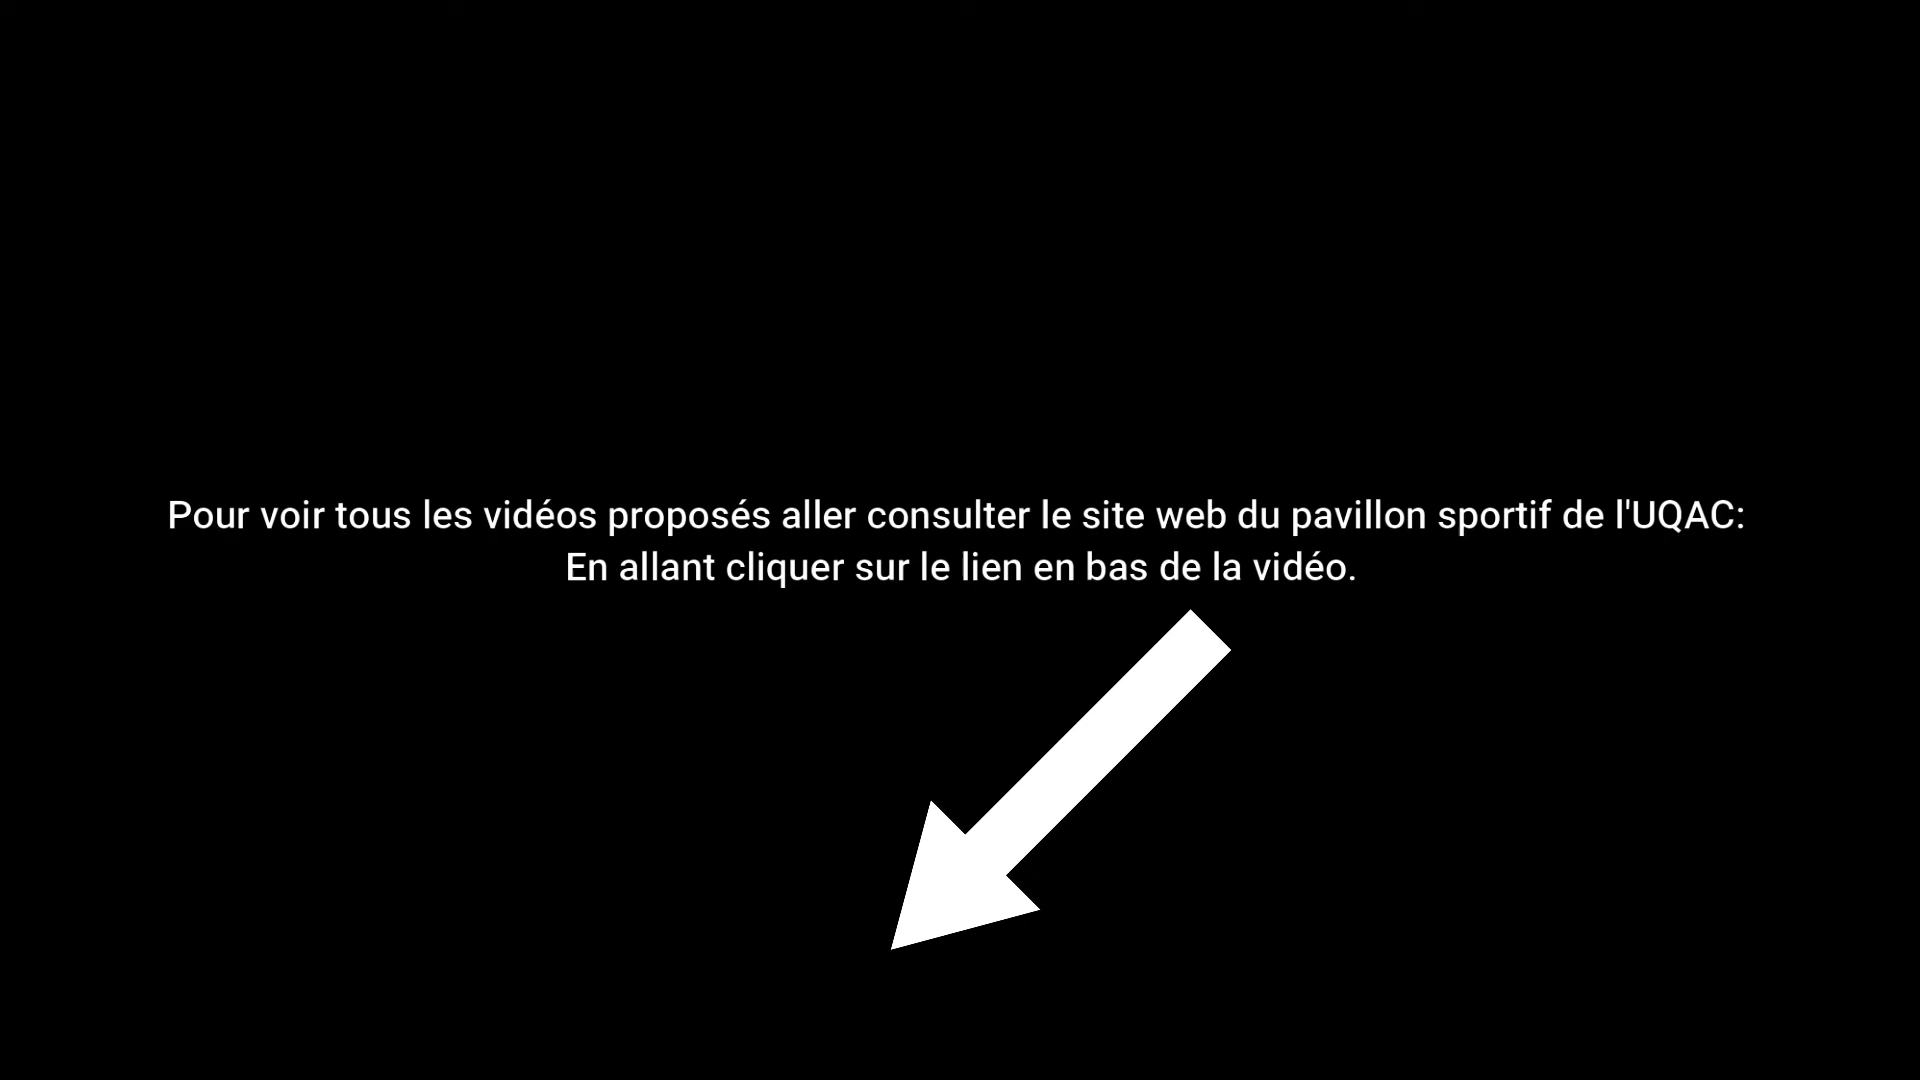 Pour voir tous les vidéos proposés aller consulter le site web du pavillon sportif de l'UQAC:
En allant cliquer sur le lien en bas de la vidéo.